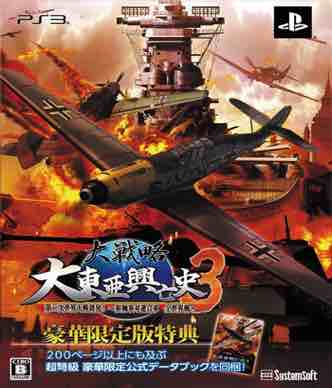 PS3
大戦略
大東亜興亡史3
豪華限定版特典
200ページ以上にも及ぶ
超弩級 豪華限定公式データブックを同梱!
CERO
B
SystemSoft